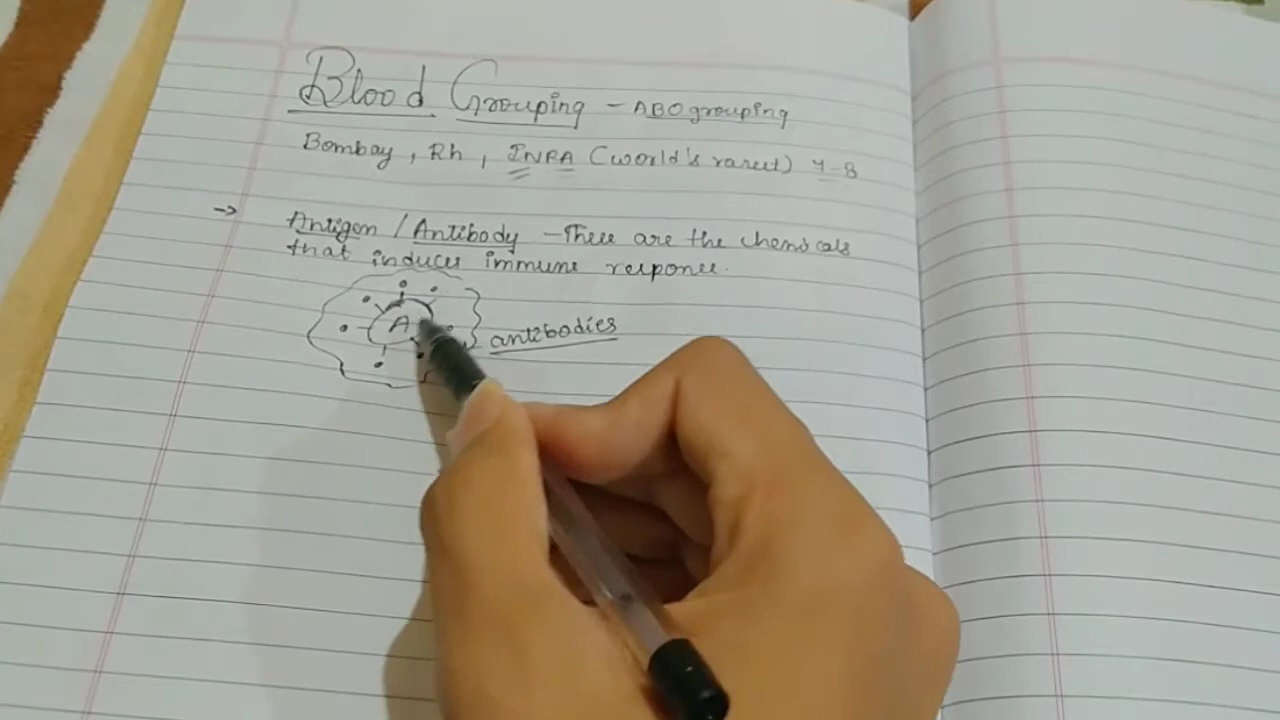 Blood Grouping - ABO grouping
Bombay, Rh, INRA (world's rarest) 7-8
→ Antigen / Antibody - These are the chemicals
that induces immune response.
A
antibodies